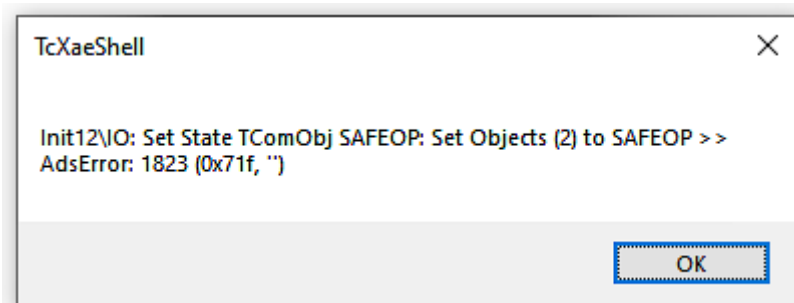 TcXaeShell
Init12\IO: Set State TComObj SAFEOP: Set Objects (2) to SAFEOP >>
AdsError: 1823 (0x71f, '')
OK